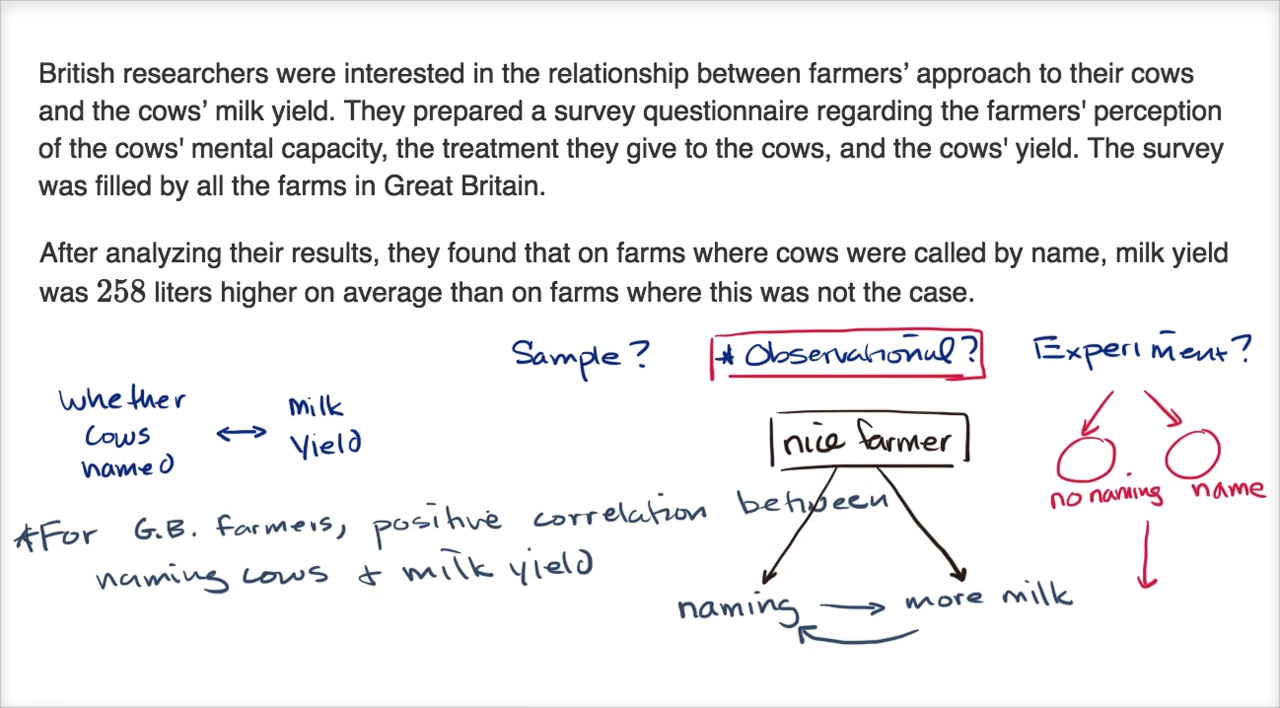 British researchers were interested in the relationship between farmers’ approach to their cows
and the cows’ milk yield. They prepared a survey questionnaire regarding the farmers' perception
of the cows' mental capacity, the treatment they give to the cows, and the cows' yield. The survey
was filled by all the farms in Great Britain.
After analyzing their results, they found that on farms where cows were called by name, milk yield
was 258 liters higher on average than on farms where this was not the case.
Sample? * Observational? Experiment?
Whether
cows
named
Milk
Yield
nice farmer
no naming name
*For G.B. farmers, positive correlation between
naming cows & milk yield
naming more milk